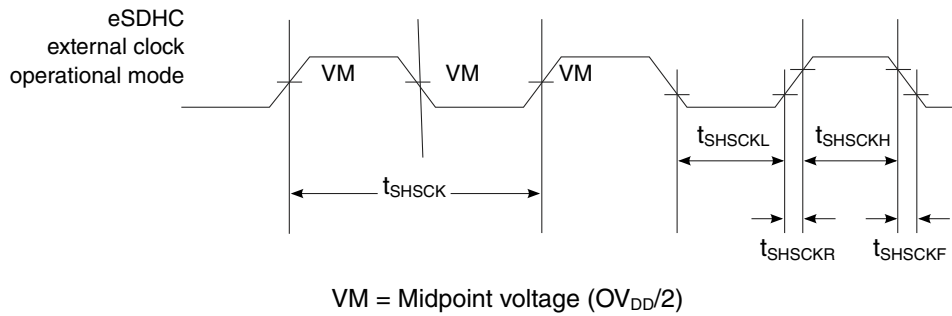 eSDHC
external clock
operational mode
VM VM VM
tSHSCKL tSHSCKH
tSHSCK
tSHSCKR tSHSCKF
VM = Midpoint voltage (OVDD/2)